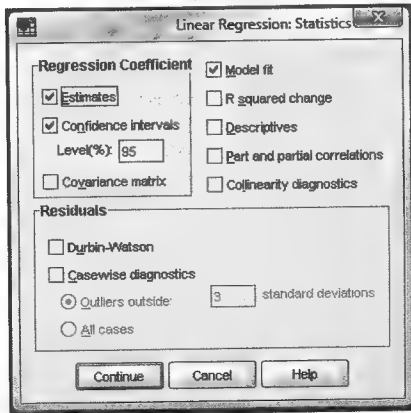 Linear Regression: Statistics
Regression Coefficient
Estimates
Confidence intervals
Level(%): 95
Covariance matrix
Model fit
R squared change
Descriptives
Part and partial correlations
Collinearity diagnostics
Residuals
Durbin-Watson
Casewise diagnostics
Outliers outside: 3 standard deviations
All cases
Continue Cancel Help